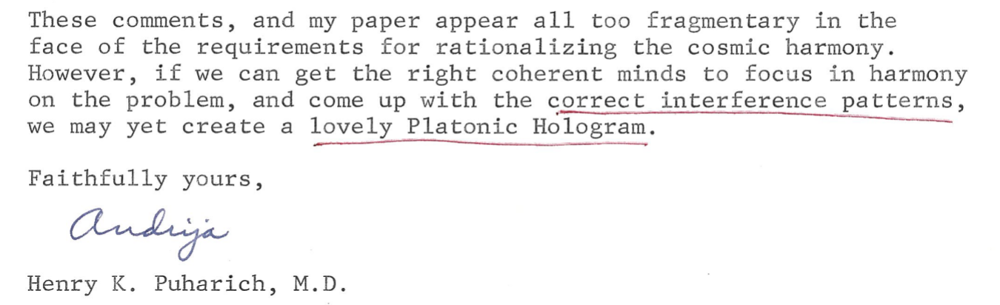 These comments, and my paper appear all too fragmentary in the
face of the requirements for rationalizing the cosmic harmony.
However, if we can get the right coherent minds to focus in harmony
on the problem, and come up with the correct interference patterns,
we may yet create a lovely Platonic Hologram.
Faithfully yours,
Andrija
Henry K. Puharich, M.D.